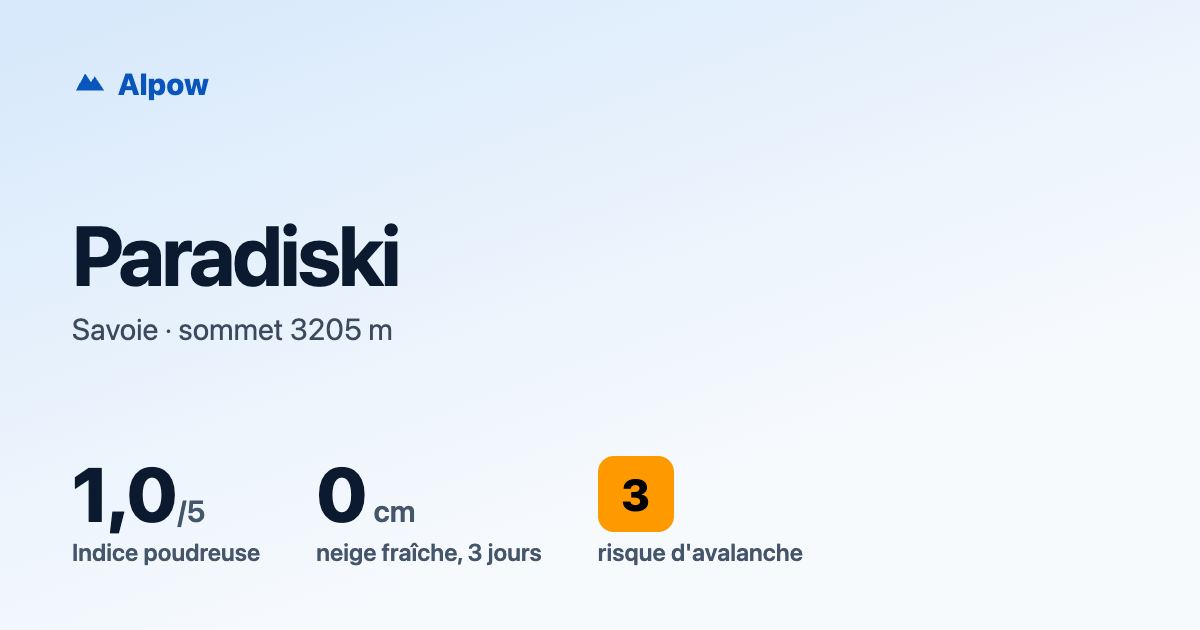 Alpow
Paradiski
Savoie · sommet 3205 m
1,0/5
Indice poudreuse
0 cm
neige fraîche, 3 jours
3
risque d'avalanche